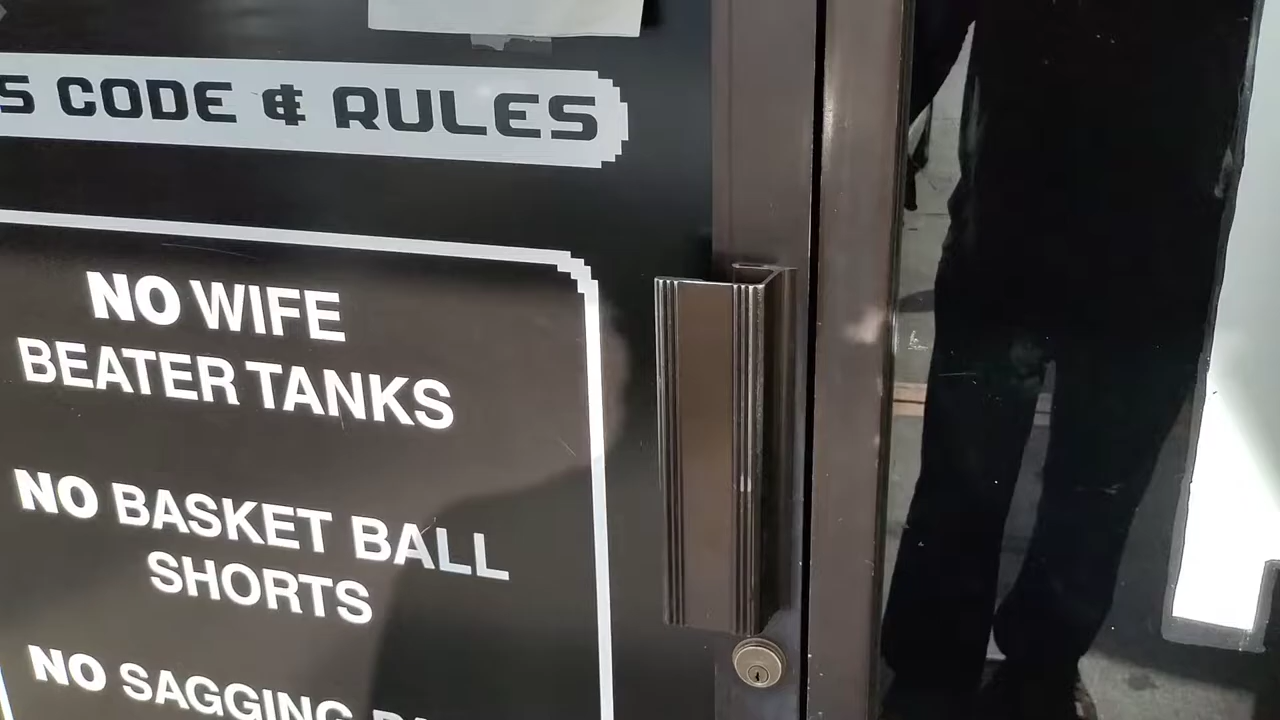 CODE & RULES
NO WIFE
BEATER TANKS
NO BASKET BALL
SHORTS
NO SAGGING